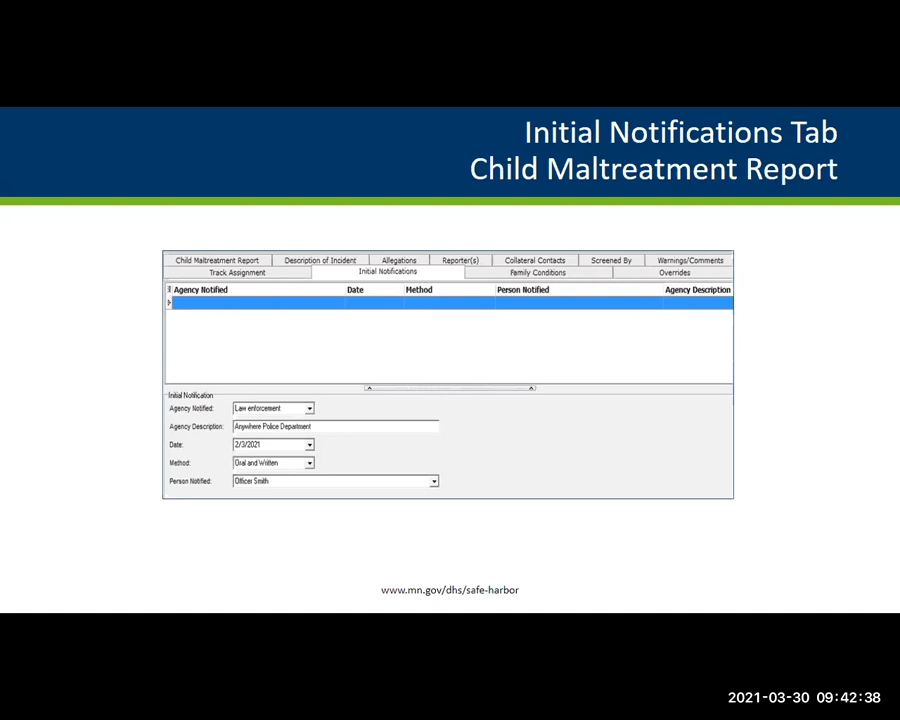 Initial Notifications Tab
Child Maltreatment Report
Child Maltreatment Report Description of Incident Allegations Reporter(s) Collateral Contacts Screened By Warnings/Comments
Track Assignment Initial Notifications Family Conditions Overrides
Agency Notified Date Method Person Notified Agency Description
Initial Notification
Agency Notified: Law enforcement
Agency Description: Anywhere Police Department
Date: 2/3/2021
Method: Oral and Written
Person Notified: Officer Smith
www.mn.gov/dhs/safe-harbor
2021-03-30 09:42:38